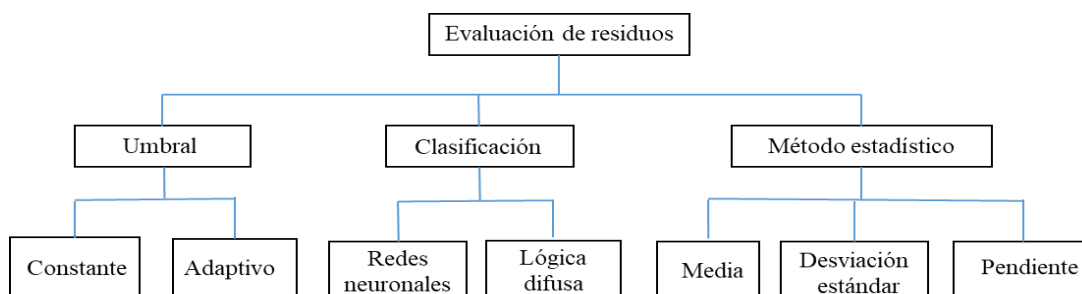 Evaluación de residuos
Umbral
Clasificación
Método estadístico
Constante
Adaptivo
Redes
neuronales
Lógica
difusa
Media
Desviación
estándar
Pendiente